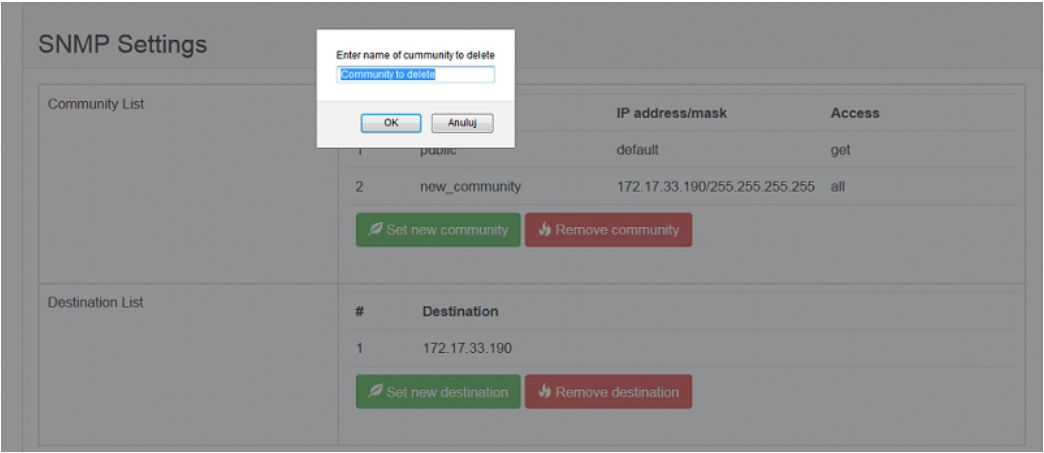 SNMP Settings
Enter name of cummunity to delete
Community to delete
OK Anuluj
Community List
IP address/mask Access
1 public default get
2 new_community 172.17.33.190/255.255.255.255 all
Set new community Remove community
Destination List
# Destination
1 172.17.33.190
Set new destination Remove destination